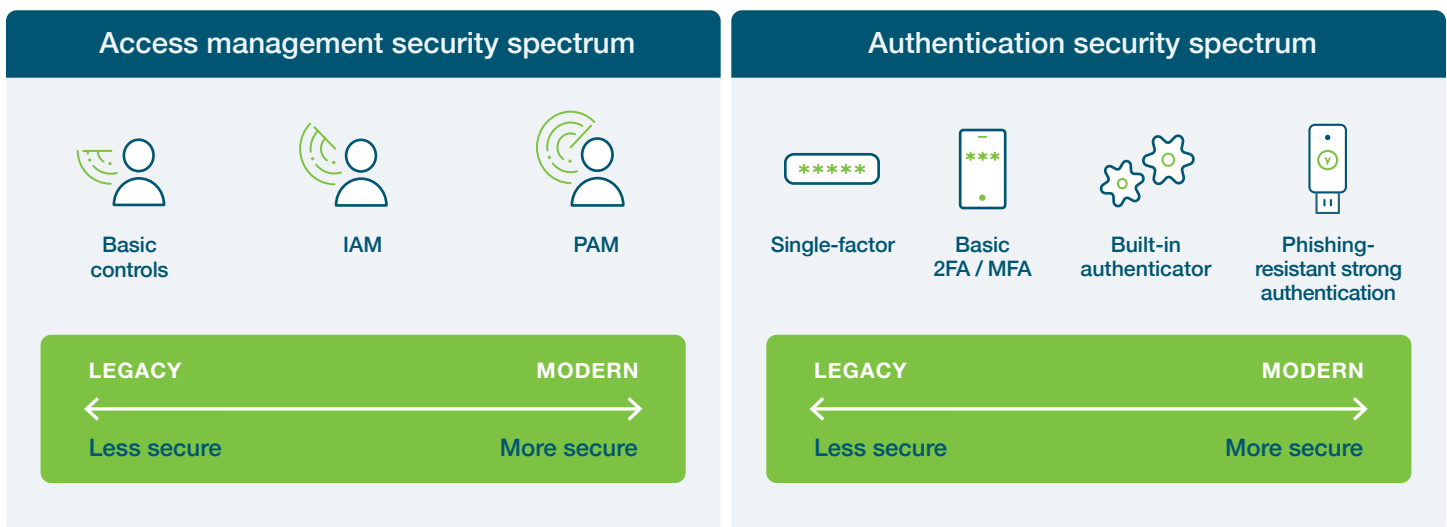 Access management security spectrum
Basic
controls
IAM
PAM
LEGACY
MODERN
Less secure
More secure
Authentication security spectrum
*****
Single-factor
***
Basic
2FA / MFA
Built-in
authenticator
y
Phishing-
resistant strong
authentication
LEGACY
MODERN
Less secure
More secure